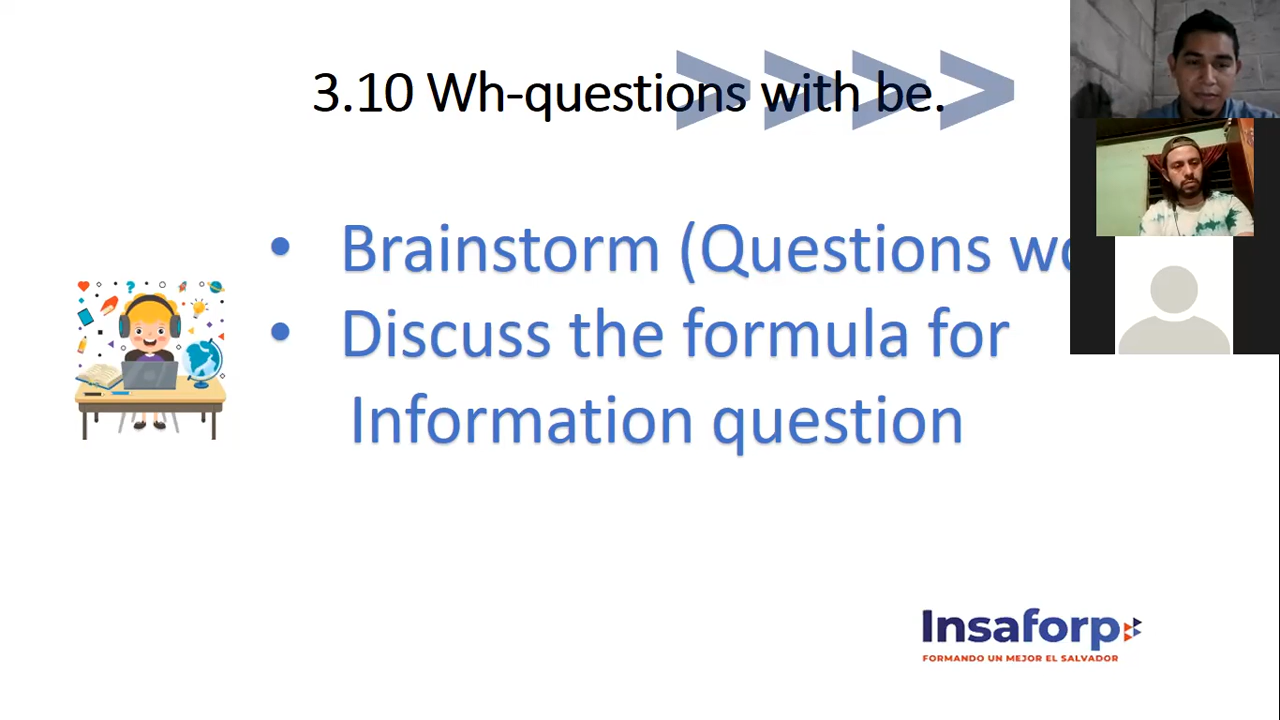 3.10 Wh-questions with be.
• Brainstorm (Questions
• Discuss the formula for
Information question
Insaforp
FORMANDO UN MEJOR EL SALVADOR